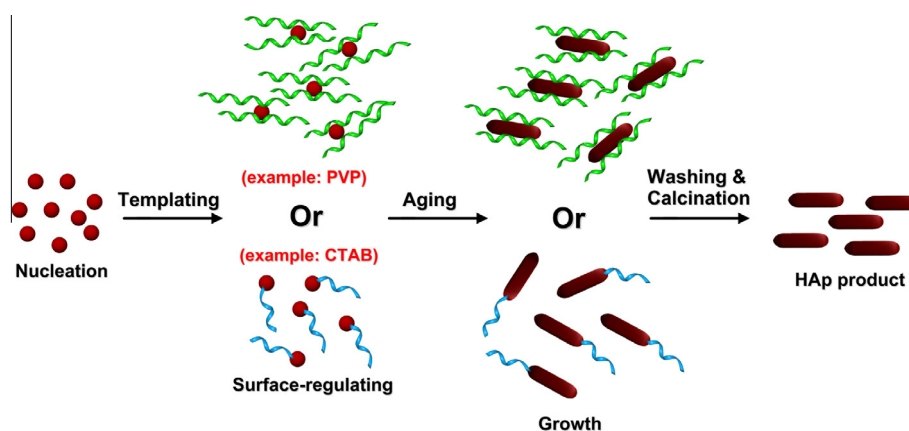 Nucleation
Templating
(example: PVP)
Or
(example: CTAB)
Surface-regulating
Aging
Or
Growth
Washing &
Calcination
HAp product